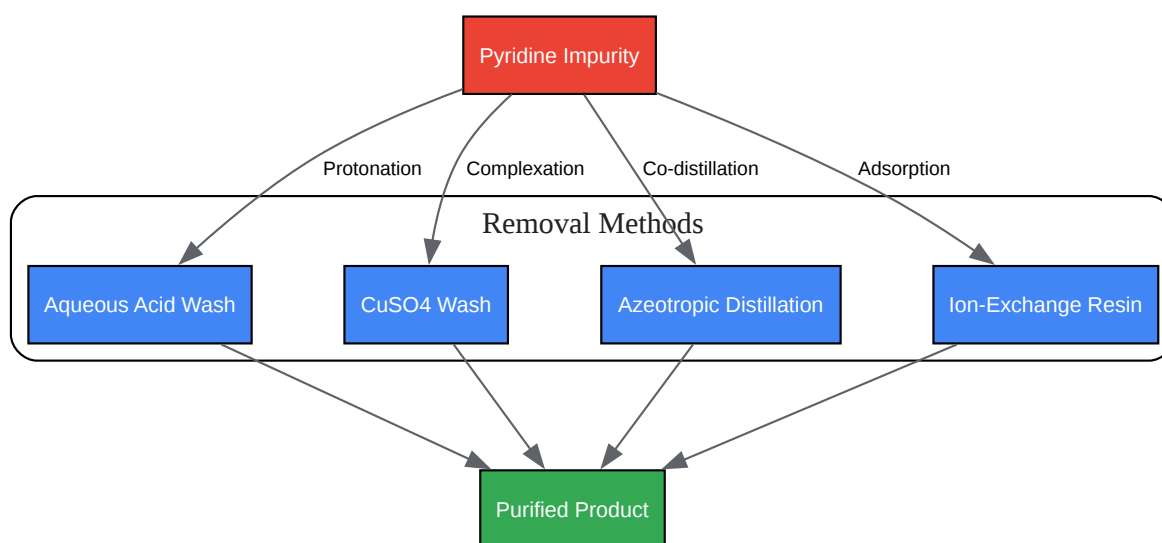 Pyridine Impurity
Protonation
Complexation
Co-distillation
Adsorption
Removal Methods
Aqueous Acid Wash
CuSO4 Wash
Azeotropic Distillation
Ion-Exchange Resin
Purified Product